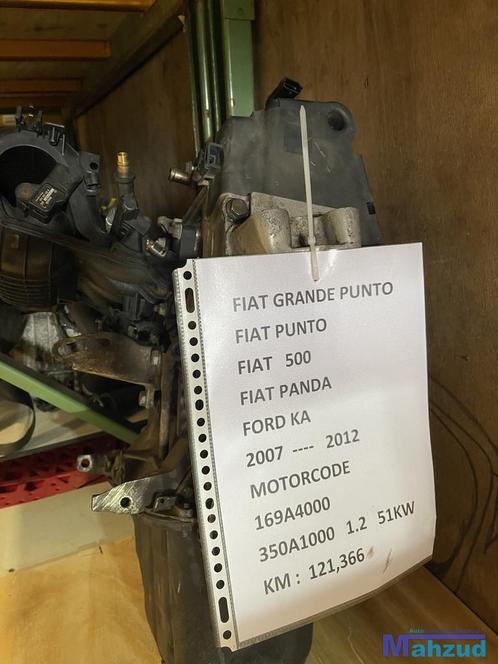 FIAT GRANDE PUNTO
FIAT PUNTO
FIAT 500
FIAT PANDA
FORD KA
2007 ---- 2012
MOTORCODE
169A4000
350A1000 1.2 51KW
KM : 121,366
Mahzud